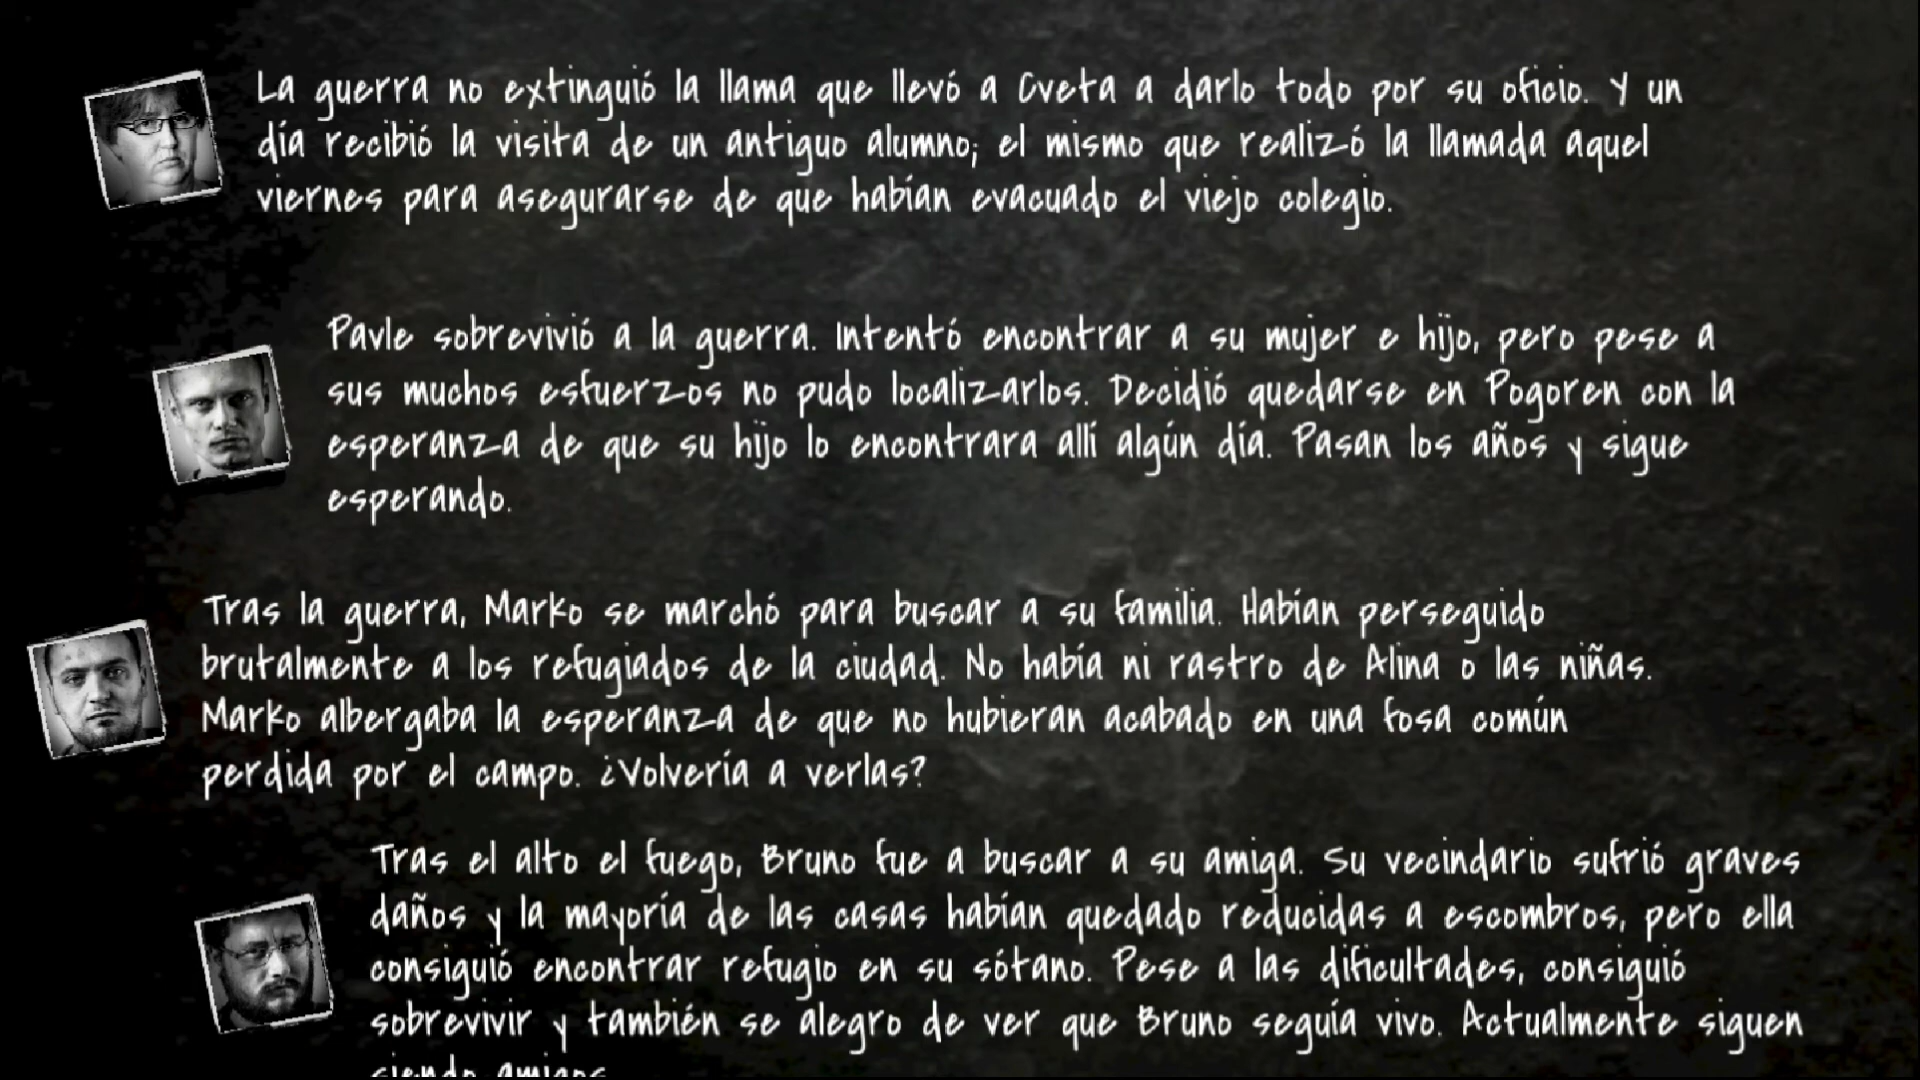 La guerra no extinguió la llama que llevó a Cveta a darlo todo por su oficio. Y un
día recibió la visita de un antiguo alumno; el mismo que realizó la llamada aquel
viernes para asegurarse de que habían evacuado el viejo colegio.
Pavle sobrevivió a la guerra. Intentó encontrar a su mujer e hijo, pero pese a
sus muchos esfuerzos no pudo localizarlos. Decidió quedarse en Pogoren con la
esperanza de que su hijo lo encontrara allí algún día. Pasan los años y sigue
esperando.
Tras la guerra, Marko se marchó para buscar a su familia. Habían perseguido
brutalmente a los refugiados de la ciudad. No había ni rastro de Alina o las niñas.
Marko albergaba la esperanza de que no hubieran acabado en una fosa común
perdida por el campo. ¿Volvería a verlas?
Tras el alto el fuego, Bruno fue a buscar a su amiga. Su vecindario sufrió graves
daños y la mayoría de las casas habían quedado reducidas a escombros, pero ella
consiguió encontrar refugio en su sótano. Pese a las dificultades, consiguió
sobrevivir y también se alegro de ver que Bruno seguía vivo. Actualmente siguen
siendo amigos